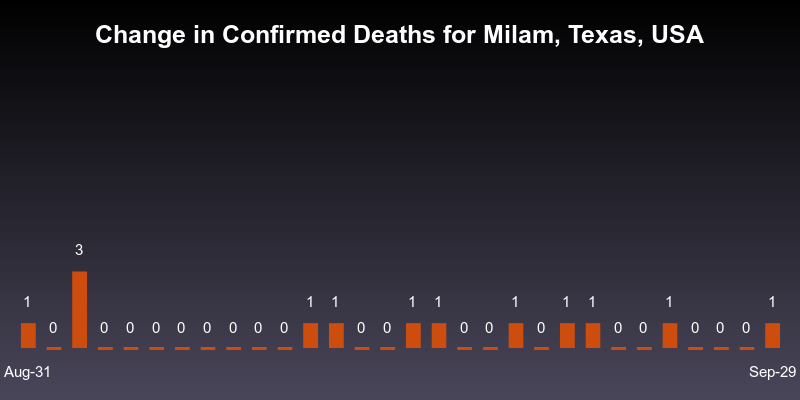 Change in Confirmed Deaths for Milam, Texas, USA
3
1 1 1 1 1 1 1 1 1 1 1
0 0 0 0 0 0 0 0 0 0 0 0 0 0 0 0 0 0
Aug-31 Sep-29